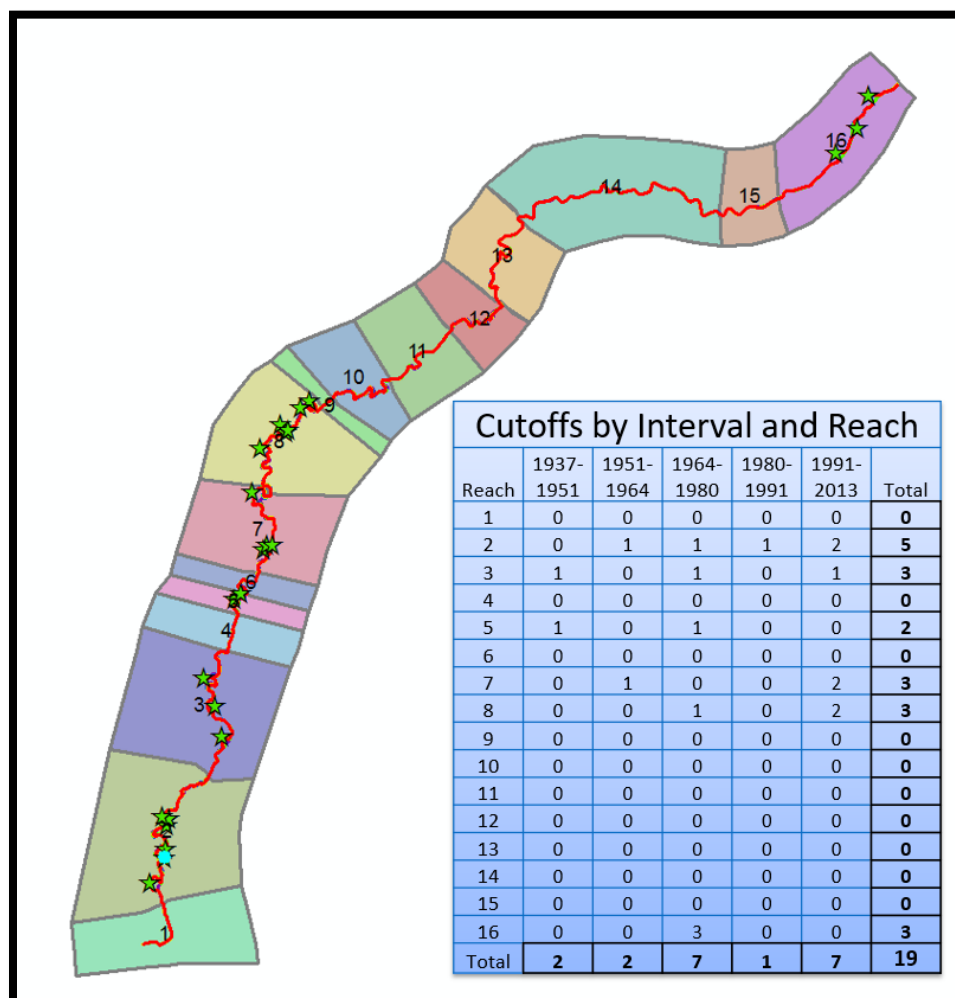 16
15
14
13
12
11
10
9
8
7
6
5
4
3
2
1
Cutoffs by Interval and Reach
1937- 1951- 1964- 1980- 1991-
Reach 1951 1964 1980 1991 2013 Total
1 0 0 0 0 0 0
2 0 1 1 1 2 5
3 1 0 1 0 1 3
4 0 0 0 0 0 0
5 1 0 1 0 0 2
6 0 0 0 0 0 0
7 0 1 0 0 2 3
8 0 0 1 0 2 3
9 0 0 0 0 0 0
10 0 0 0 0 0 0
11 0 0 0 0 0 0
12 0 0 0 0 0 0
13 0 0 0 0 0 0
14 0 0 0 0 0 0
15 0 0 0 0 0 0
16 0 0 3 0 0 3
Total 2 2 7 1 7 19